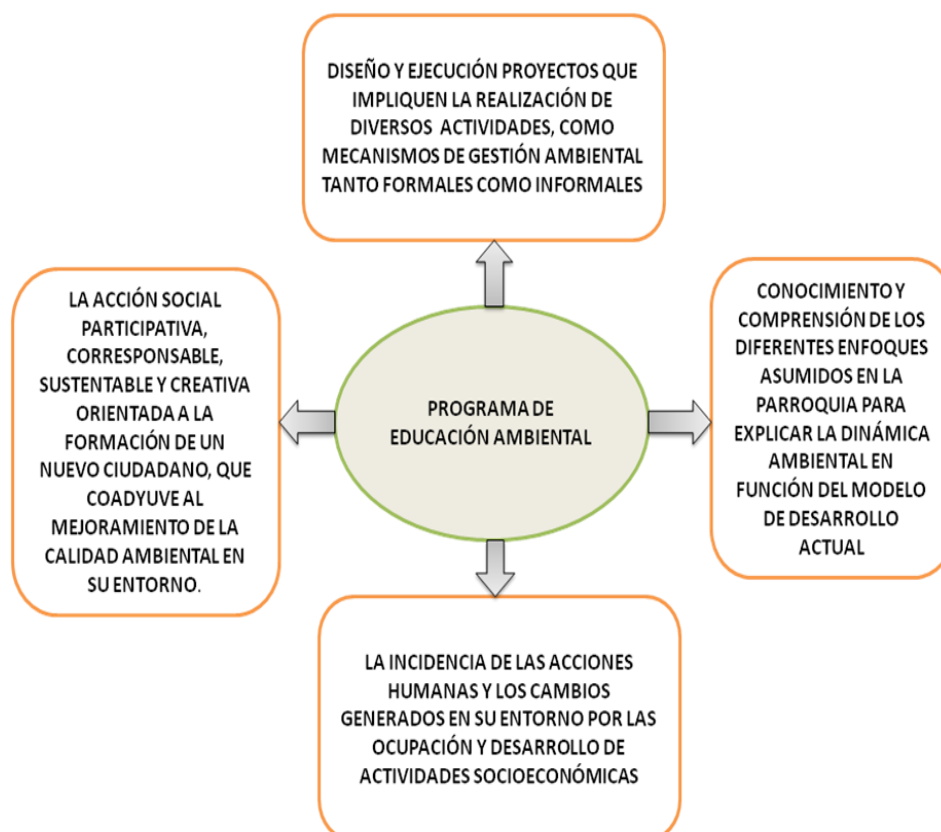 DISEÑO Y EJECUCIÓN PROYECTOS QUE
IMPLIQUEN LA REALIZACIÓN DE
DIVERSOS ACTIVIDADES, COMO
MECANISMOS DE GESTIÓN AMBIENTAL
TANTO FORMALES COMO INFORMALES
LA ACCIÓN SOCIAL
PARTICIPATIVA,
CORRESPONSABLE,
SUSTENTABLE Y CREATIVA
ORIENTADA A LA
FORMACIÓN DE UN
NUEVO CIUDADANO, QUE
COADYUVE AL
MEJORAMIENTO DE LA
CALIDAD AMBIENTAL EN
SU ENTORNO.
PROGRAMA DE
EDUCACIÓN AMBIENTAL
CONOCIMIENTO Y
COMPRENSIÓN DE LOS
DIFERENTES ENFOQUES
ASUMIDOS EN LA
PARROQUIA PARA
EXPLICAR LA DINÁMICA
AMBIENTAL EN
FUNCIÓN DEL MODELO
DE DESARROLLO
ACTUAL
LA INCIDENCIA DE LAS ACCIONES
HUMANAS Y LOS CAMBIOS
GENERADOS EN SU ENTORNO POR LAS
OCUPACIÓN Y DESARROLLO DE
ACTIVIDADES SOCIOECONÓMICAS